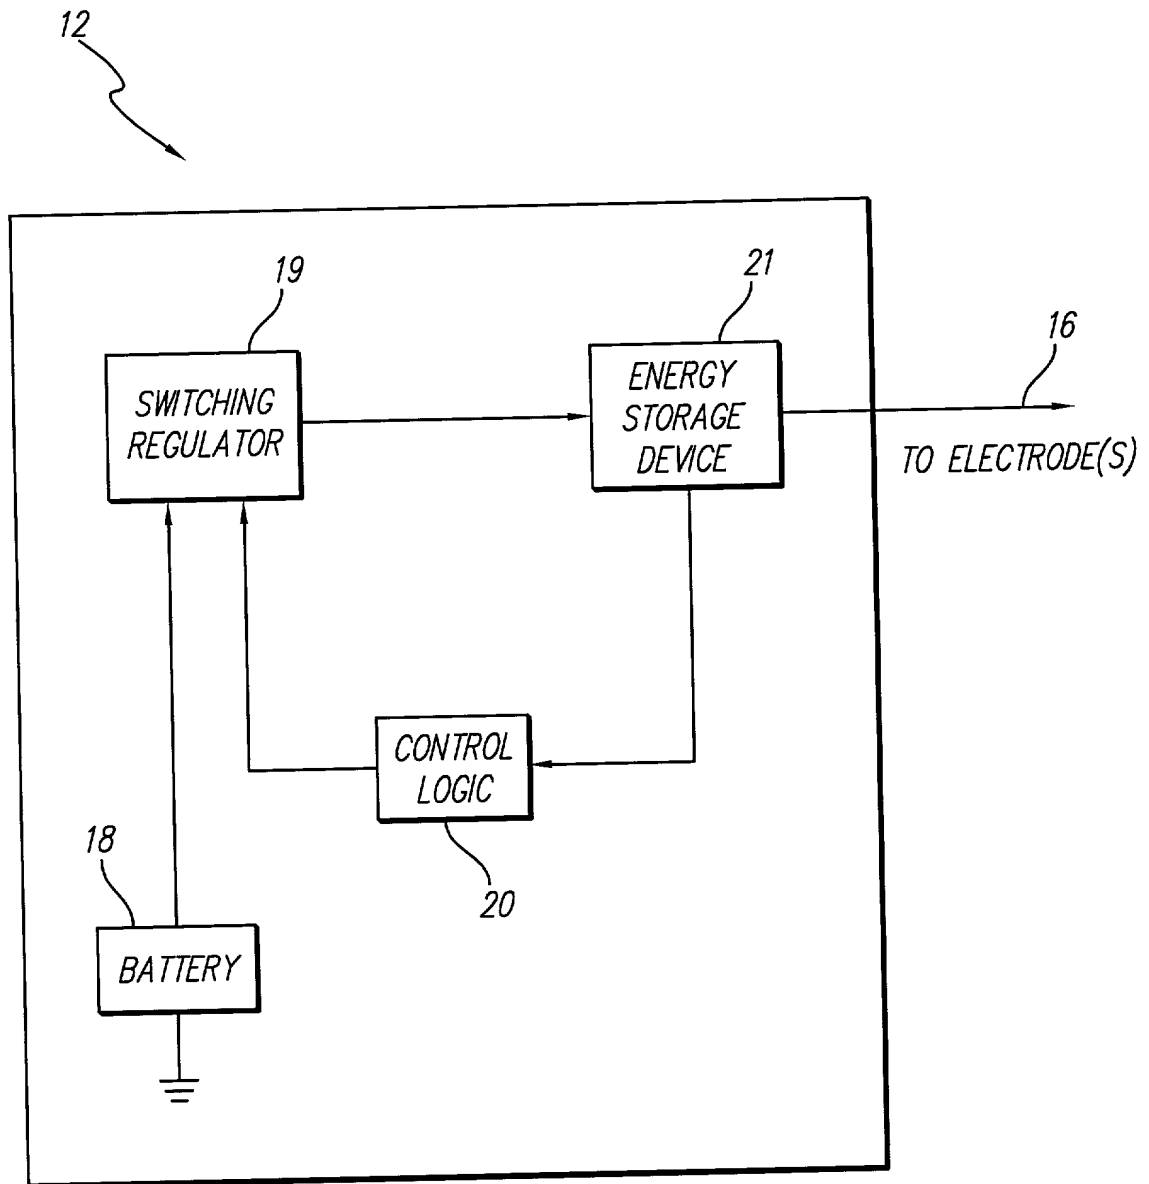 12
19
21
16
SWITCHING
REGULATOR
ENERGY
STORAGE
DEVICE
TO ELECTRODE(S)
CONTROL
LOGIC
18
20
BATTERY